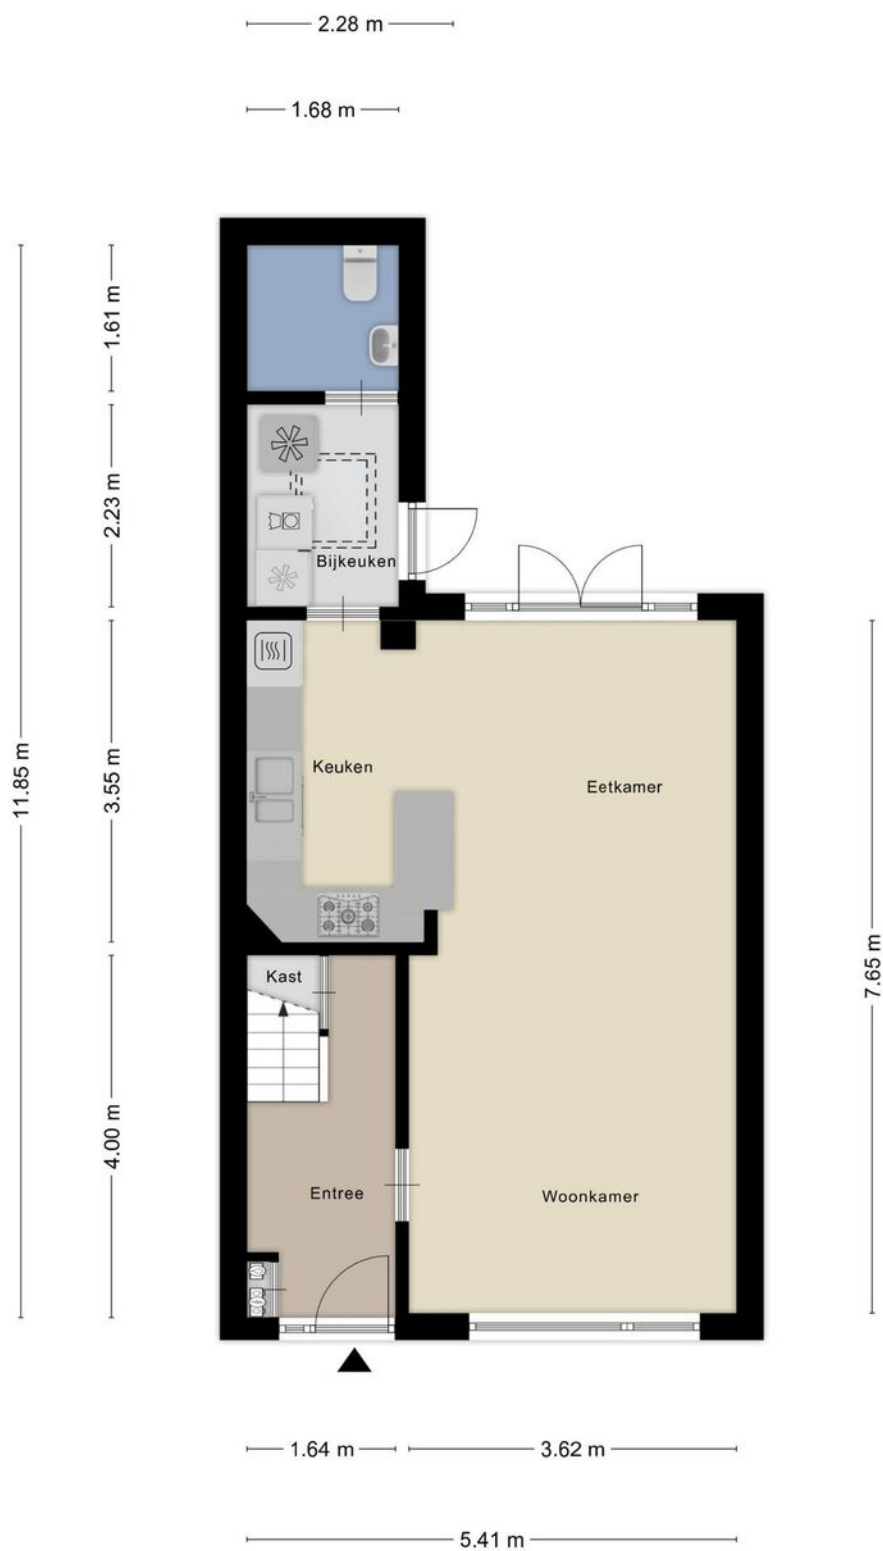 2.28 m
1.68 m
1.61 m
2.23 m
Bijkeuken
11.85 m
3.55 m
Keuken
Eetkamer
7.65 m
Kast
4.00 m
Entree
Woonkamer
1.64 m
3.62 m
5.41 m